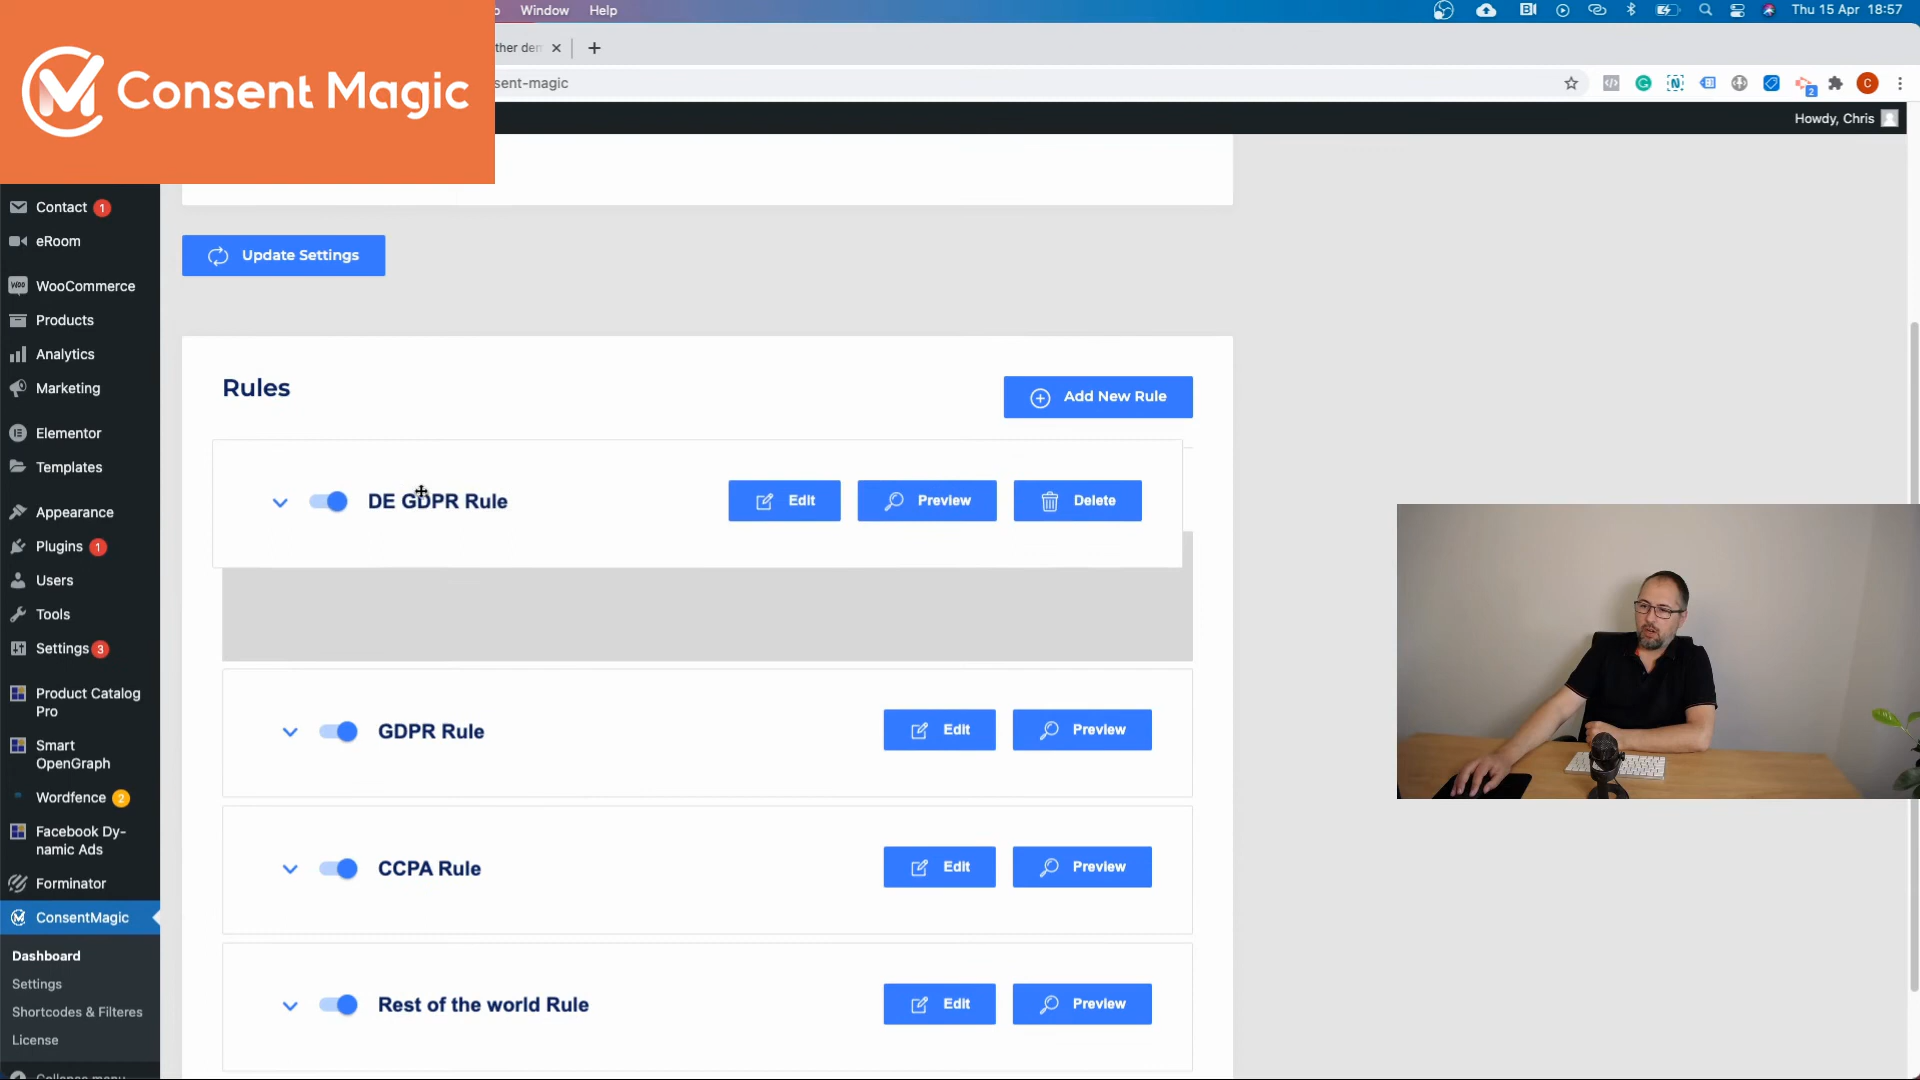 Window Help
Thu 15 Apr 18:57
Consent Magic
ther den
sent-magic
2
C
Howdy, Chris
Contact 1
eRoom
WooCommerce
Products
Analytics
Marketing
Elementor
Templates
Appearance
Plugins 1
Users
Tools
Settings 3
Product Catalog
Pro
Smart
OpenGraph
Wordfence 2
Facebook Dy-
namic Ads
Forminator
ConsentMagic
Dashboard
Settings
Shortcodes & Filteres
License
Update Settings
Rules
Add New Rule
DE GDPR Rule
Edit
Preview
Delete
GDPR Rule
Edit
Preview
CCPA Rule
Edit
Preview
Rest of the world Rule
Edit
Preview